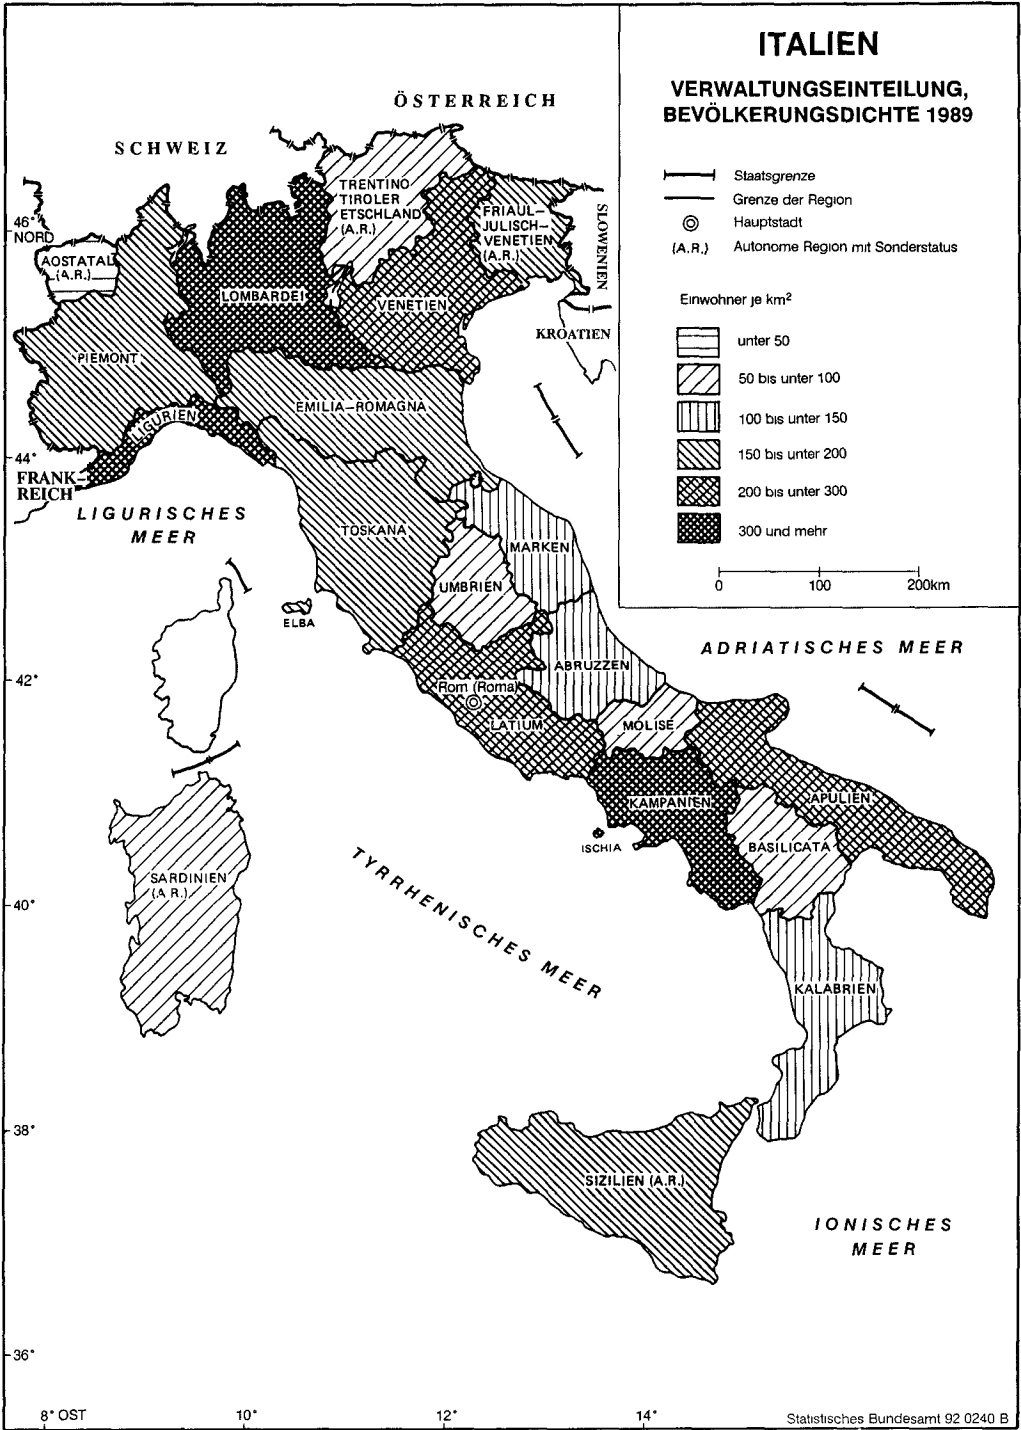 ITALIEN
VERWALTUNGSEINTEILUNG,
BEVÖLKERUNGSDICHTE 1989
Staatsgrenze
Grenze der Region
Hauptstadt
(A.R.) Autonome Region mit Sonderstatus
Einwohner je km²
unter 50
50 bis unter 100
100 bis unter 150
150 bis unter 200
200 bis unter 300
300 und mehr
0 100 200km
ÖSTERREICH
SCHWEIZ
TRENTINO
TIROLER
ETSCHLAND
(A.R.)
FRIAUL-
JULISCH-
VENETIEN
(A.R.)
SLOWENIEN
46°
NORD
AOSTATAL
(A.R.)
LOMBARDEI
VENETIEN
KROATIEN
PIEMONT
EMILIA-ROMAGNA
LIGURIEN
44°
FRANK-
REICH
LIGURISCHES
MEER
TOSKANA
MARKEN
UMBRIEN
ELBA
ADRIATISCHES MEER
ABRUZZEN
42°
Rom (Roma)
LATIUM
MOLISE
KAMPANIEN
APULIEN
ISCHIA
BASILICATA
SARDINIEN
(A.R.)
TYRRHENISCHES MEER
40°
KALABRIEN
38°
SIZILIEN (A.R.)
IONISCHES
MEER
36°
8° OST 10° 12° 14°
Statistisches Bundesamt 92 0240 B